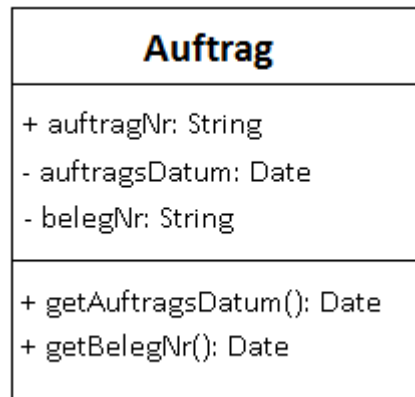 Auftrag
+ auftragNr: String
- auftragsDatum: Date
- belegNr: String
+ getAuftragsDatum(): Date
+ getBelegNr(): Date